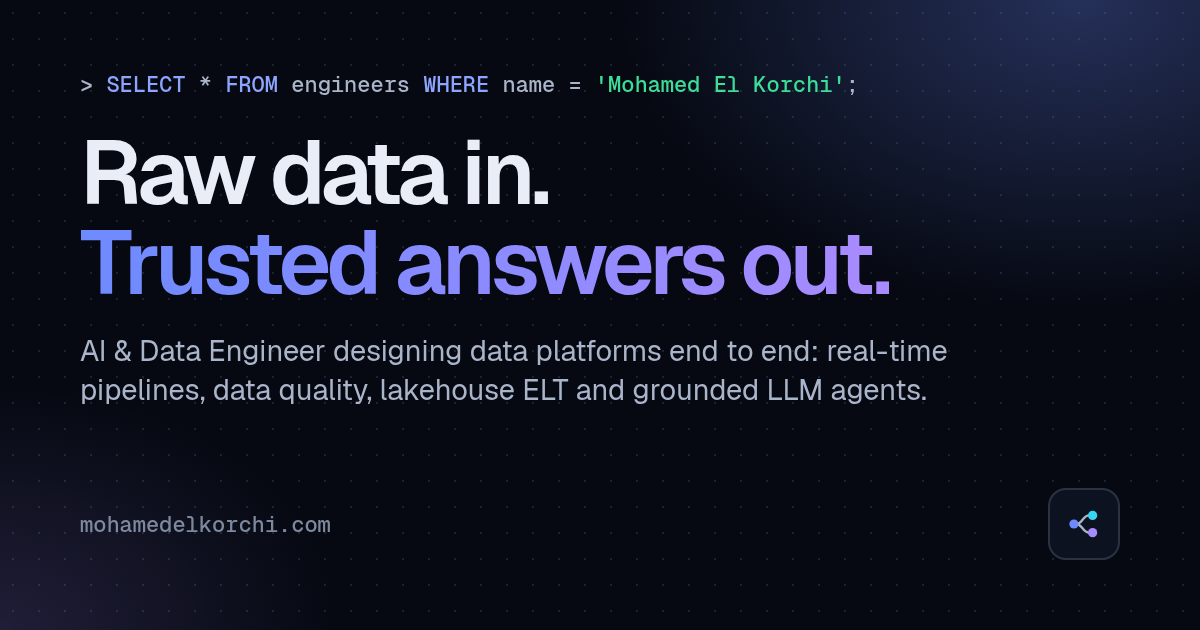 > SELECT * FROM engineers WHERE name = 'Mohamed El Korchi';
Raw data in.
Trusted answers out.
AI & Data Engineer designing data platforms end to end: real-time
pipelines, data quality, lakehouse ELT and grounded LLM agents.
mohamedelkorchi.com